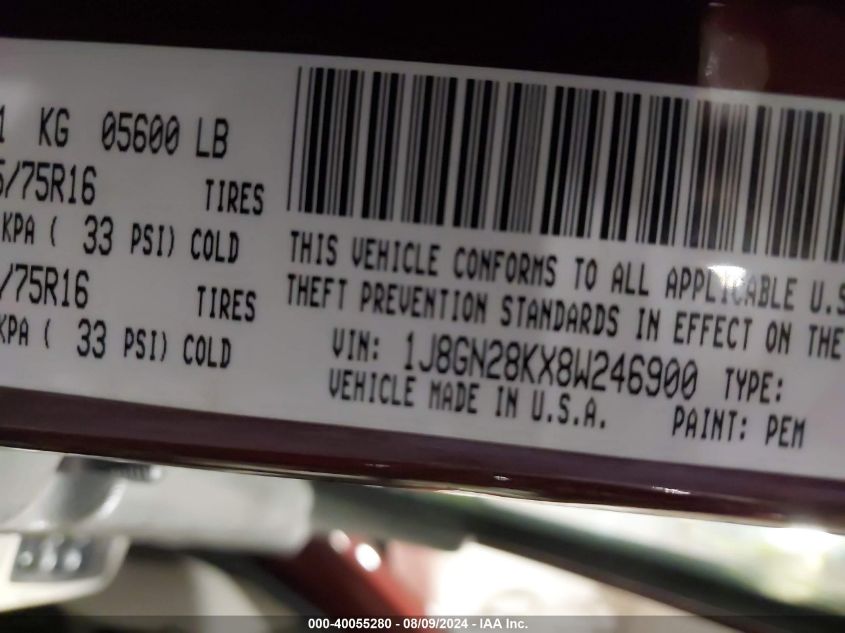 1 KG 05600 LB
5/75R16 TIRES
KPA ( 33 PSI) COLD
/75R16 TIRES
KPA ( 33 PSI) COLD
THIS VEHICLE CONFORMS TO ALL APPLICABLE U.S
THEFT PREVENTION STANDARDS IN EFFECT ON THE
VIN: 1J8GN28KX8W246900 TYPE:
VEHICLE MADE IN U.S.A. PAINT: PEM
000-40055280 - 08/09/2024 - IAA Inc.